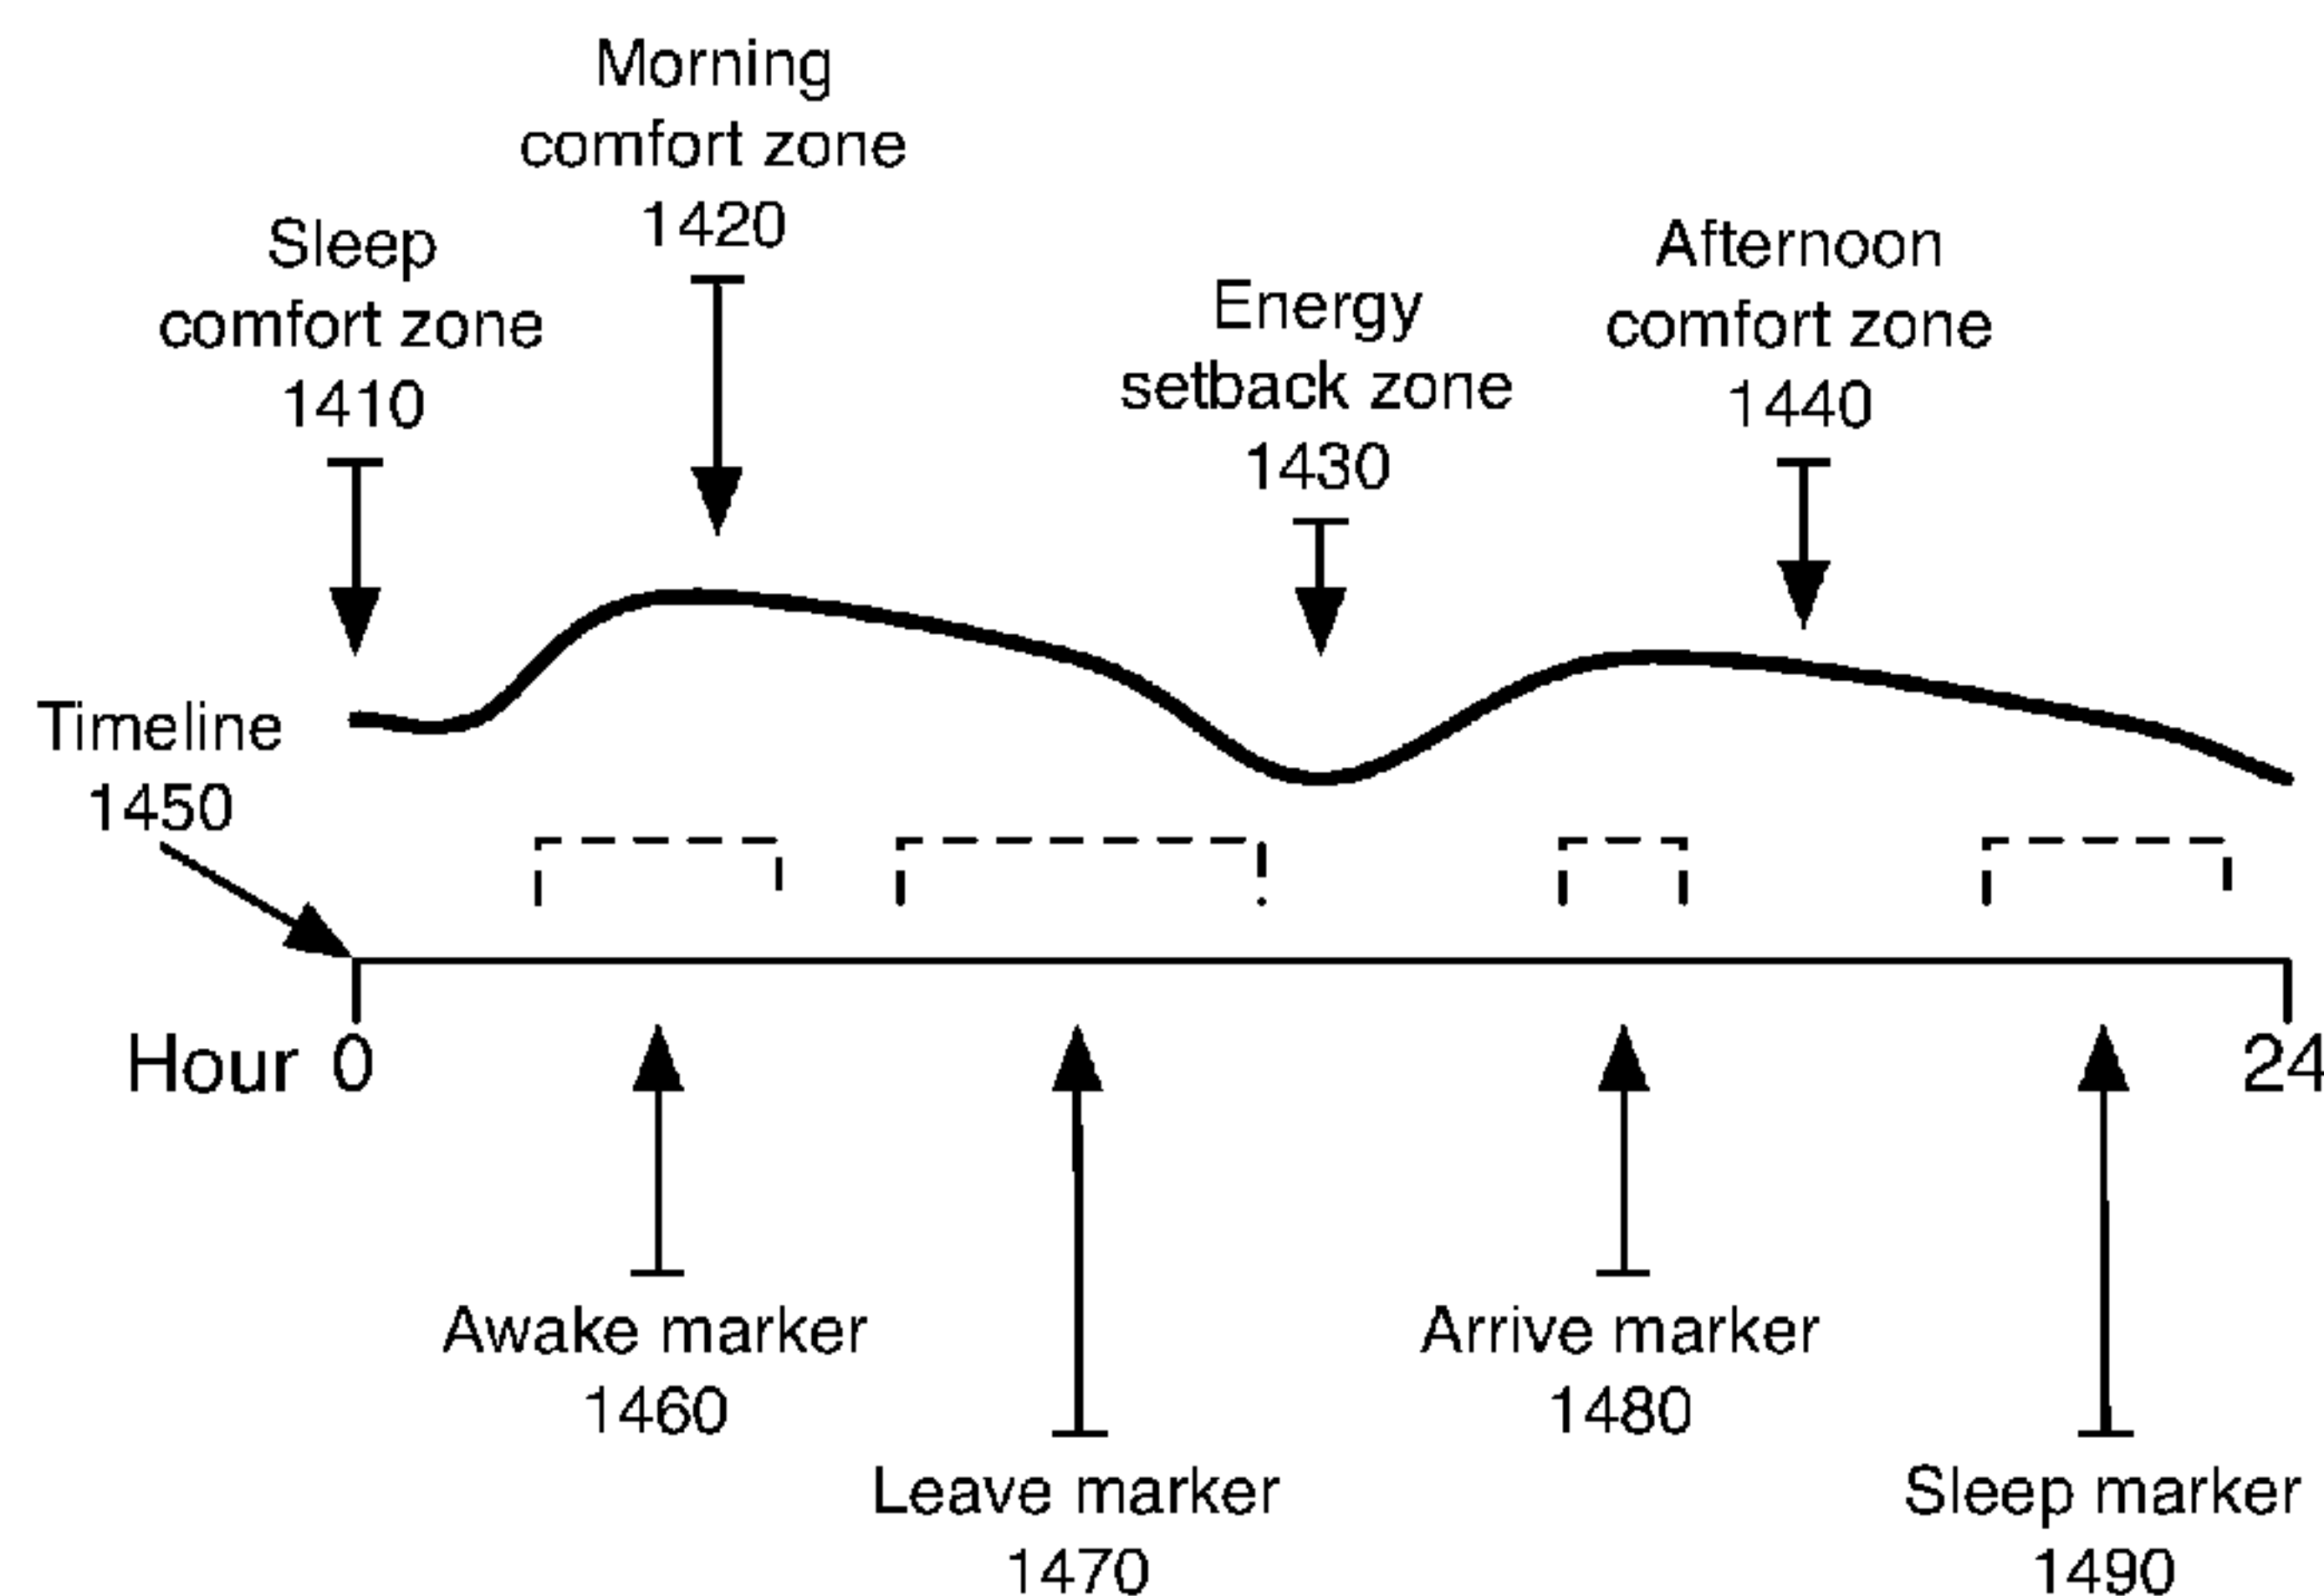 Morning
comfort zone
1420
Sleep
comfort zone
1410
Energy
setback zone
1430
Afternoon
comfort zone
1440
Timeline
1450
Hour 0
24
Awake marker
1460
Leave marker
1470
Arrive marker
1480
Sleep marker
1490